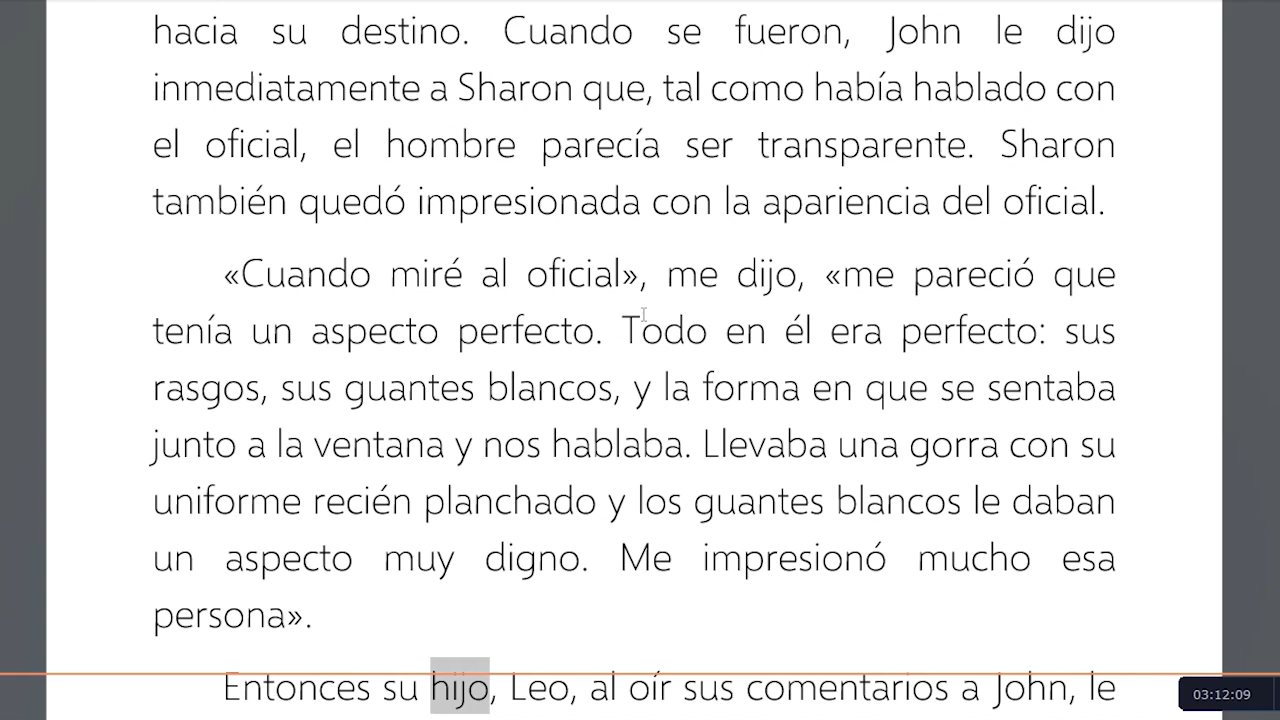 hacia su destino. Cuando se fueron, John le dijo
inmediatamente a Sharon que, tal como había hablado con
el oficial, el hombre parecía ser transparente. Sharon
también quedó impresionada con la apariencia del oficial.
«Cuando miré al oficial», me dijo, «me pareció que
tenía un aspecto perfecto. Todo en él era perfecto: sus
rasgos, sus guantes blancos, y la forma en que se sentaba
junto a la ventana y nos hablaba. Llevaba una gorra con su
uniforme recién planchado y los guantes blancos le daban
un aspecto muy digno. Me impresionó mucho esa
persona».
Entonces su hijo, Leo, al oír sus comentarios a John, le
03:12:09